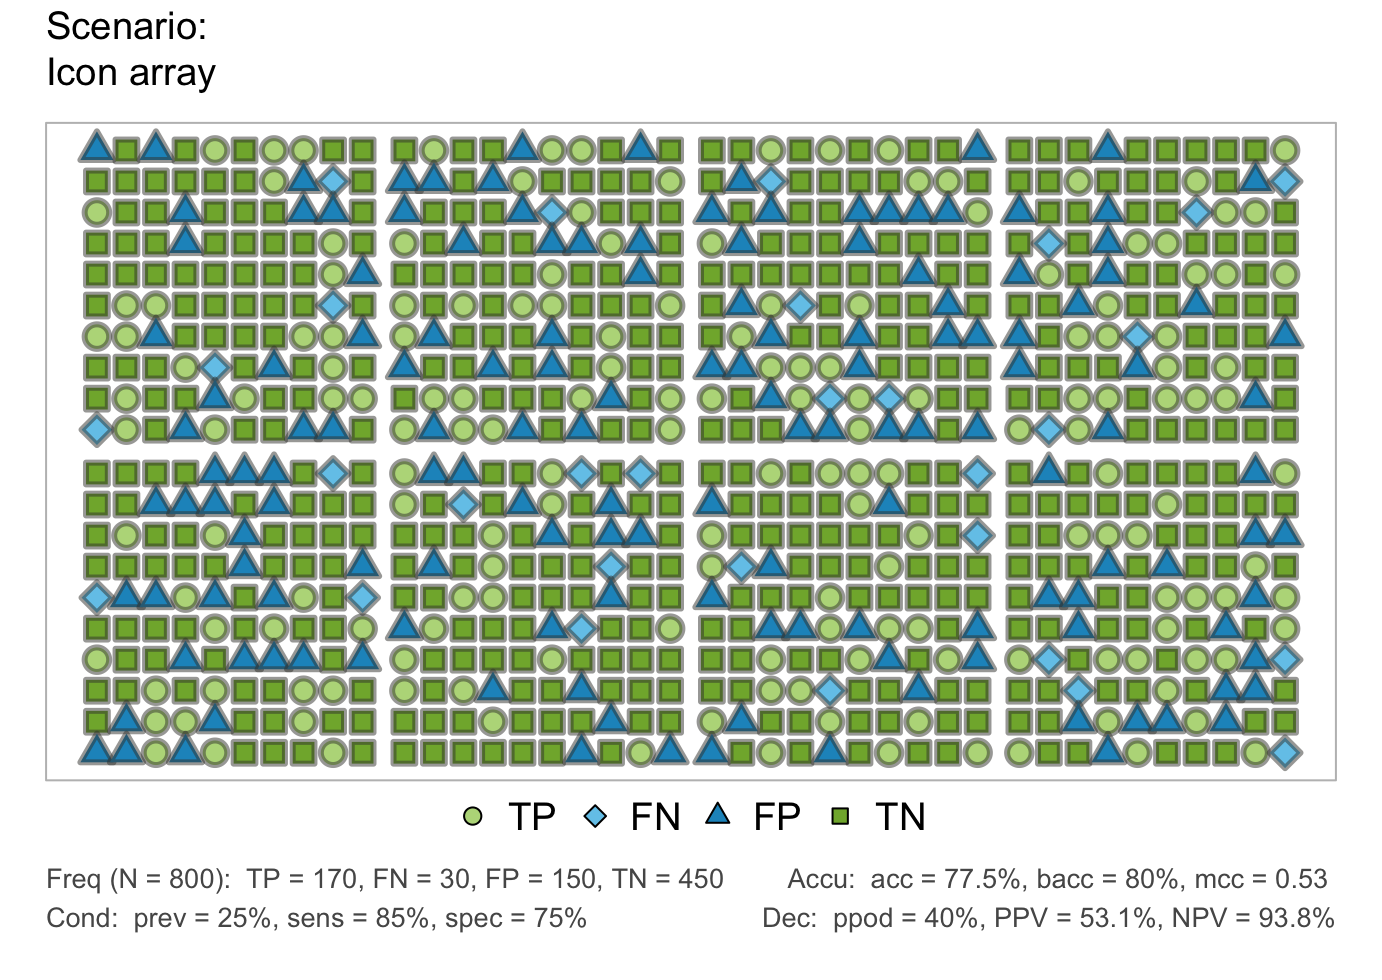 Scenario:
Icon array
TP FN FP TN
Freq (N = 800): TP = 170, FN = 30, FP = 150, TN = 450
Accu: acc = 77.5%, bacc = 80%, mcc = 0.53
Cond: prev = 25%, sens = 85%, spec = 75%
Dec: ppod = 40%, PPV = 53.1%, NPV = 93.8%